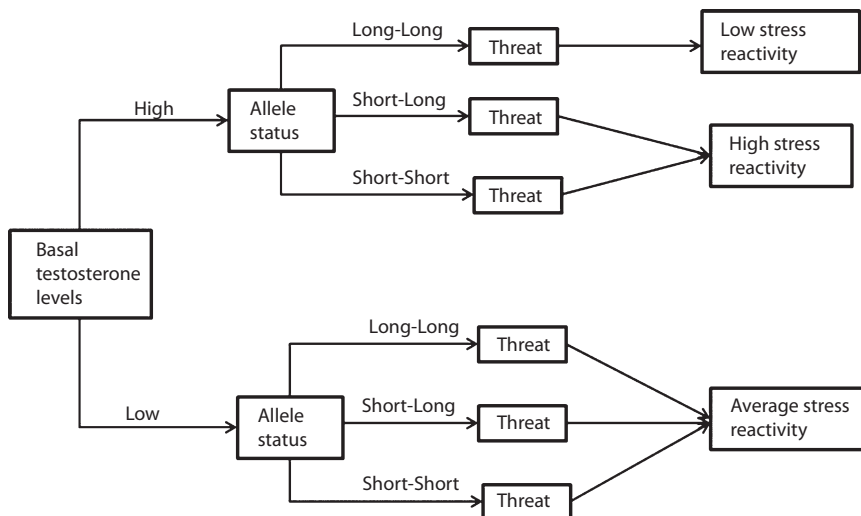 Long-Long
Threat
Low stress
reactivity
High
Allele
status
Short-Long
Threat
High stress
reactivity
Short-Short
Threat
Basal
testosterone
levels
Long-Long
Threat
Low
Allele
status
Short-Long
Threat
Average stress
reactivity
Short-Short
Threat